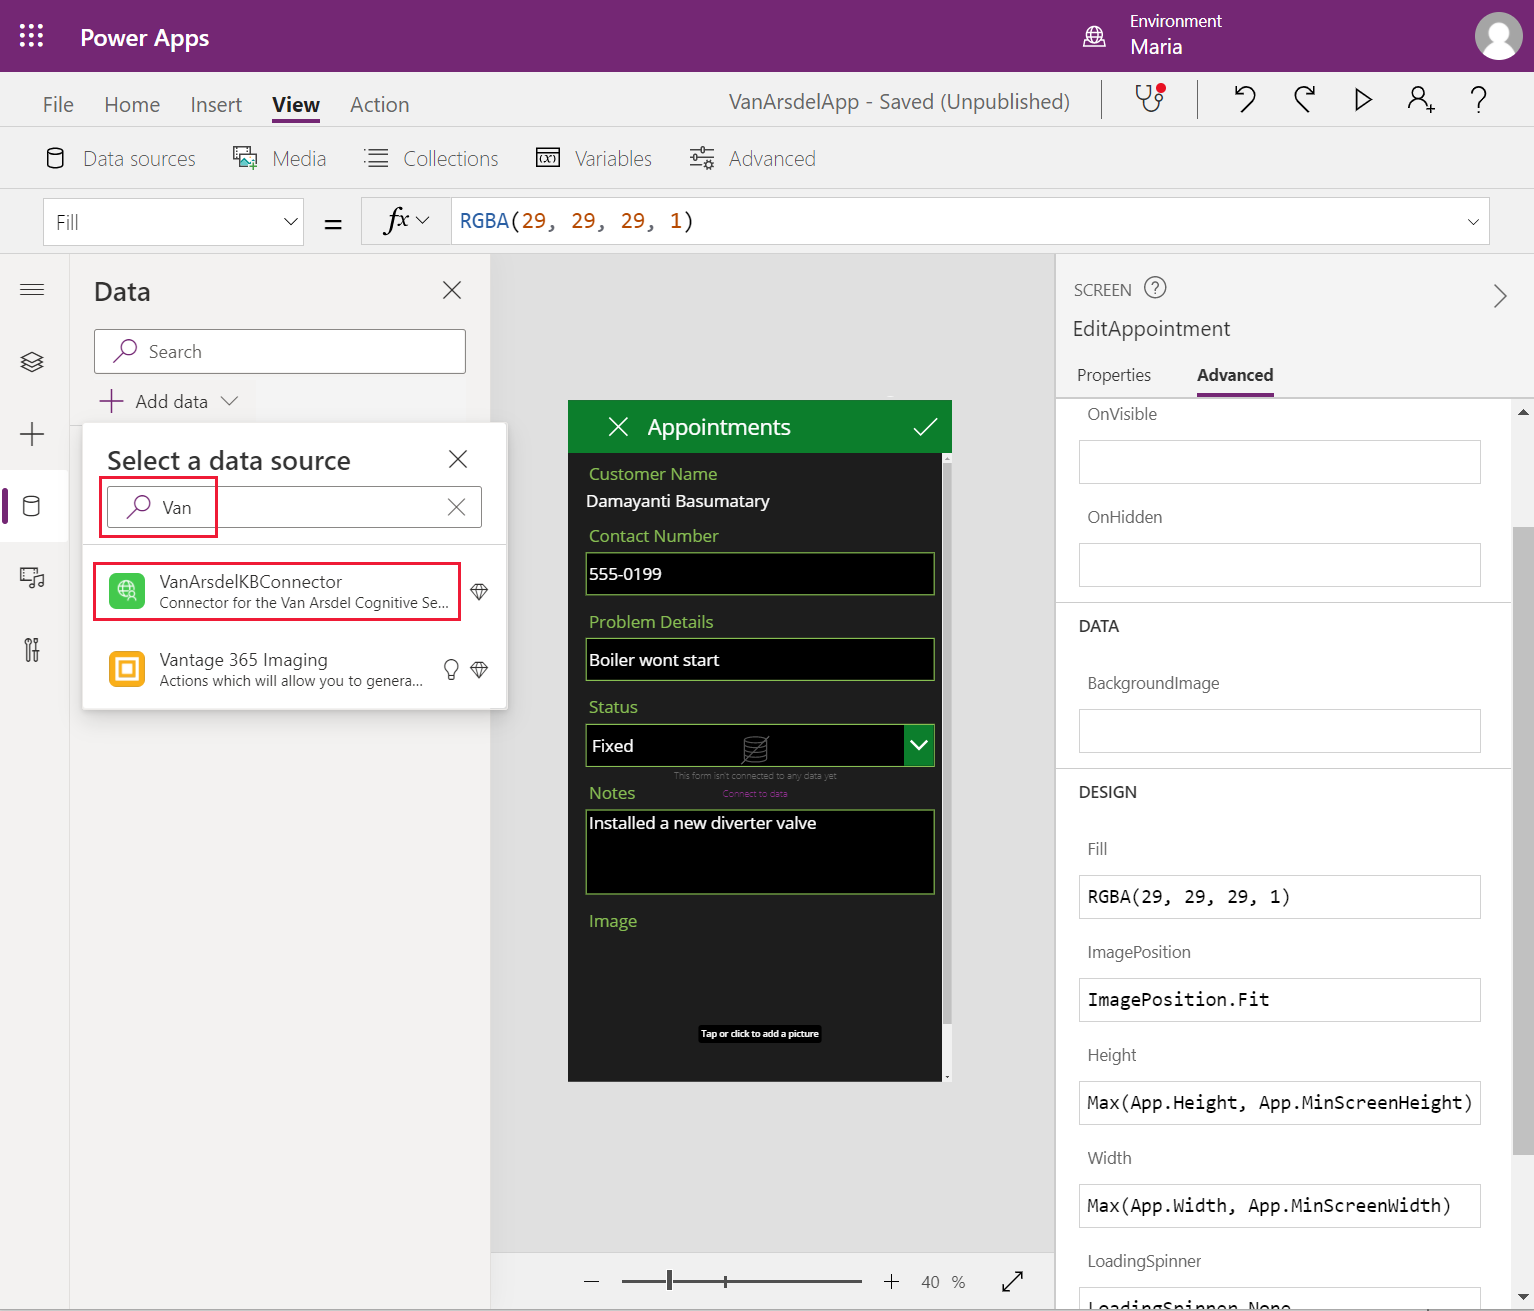 Power Apps
Environment
Maria
File Home Insert View Action
VanArsdelApp - Saved (Unpublished)
Data sources Media Collections Variables Advanced
Fill = fx RGBA(29, 29, 29, 1)
Data
Search
Add data
Select a data source
Van
VanArsdelKBConnector
Connector for the Van Arsdel Cognitive Se...
Vantage 365 Imaging
Actions which will allow you to genera...
Appointments
Customer Name
Damayanti Basumatary
Contact Number
555-0199
Problem Details
Boiler wont start
Status
Fixed
This form isn't connected to any data yet
Connect to data
Notes
Installed a new diverter valve
Image
Tap or click to add a picture
40 %
SCREEN
EditAppointment
Properties Advanced
OnVisible
OnHidden
DATA
BackgroundImage
DESIGN
Fill
RGBA(29, 29, 29, 1)
ImagePosition
ImagePosition.Fit
Height
Max(App.Height, App.MinScreenHeight)
Width
Max(App.Width, App.MinScreenWidth)
LoadingSpinner
LoadingSpinner.None